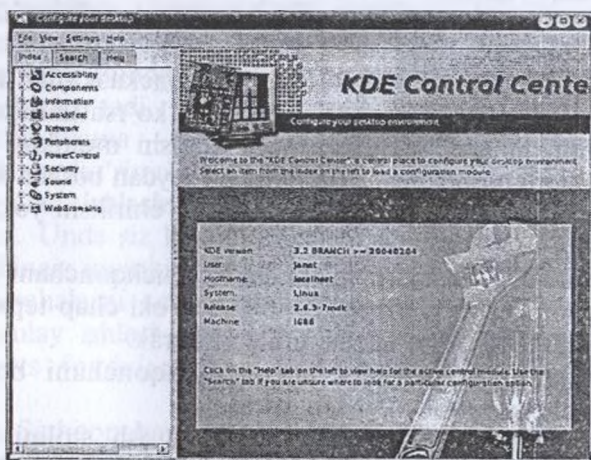 Configure your desktop
File View Settings Help
Index Search Help
Accessibility
Components
Information
LookNFeel
Network
Peripherals
PowerControl
Security
Sound
System
WebBrowsing
KDE Control Cente
Configure your desktop environment
Welcome to the "KDE Control Center", a central place to configure your desktop environment.
Select an item from the index on the left to load a configuration module.
KDE version: 3.2 BRANCH >= 20040204
User: Janet
Hostname: localhost
System: Linux
Release: 2.6.3-7mdk
Machine: i686
Click on the "Help" tab on the left to view help for the active control module. Use the
"Search" tab if you are unsure where to look for a particular configuration option.